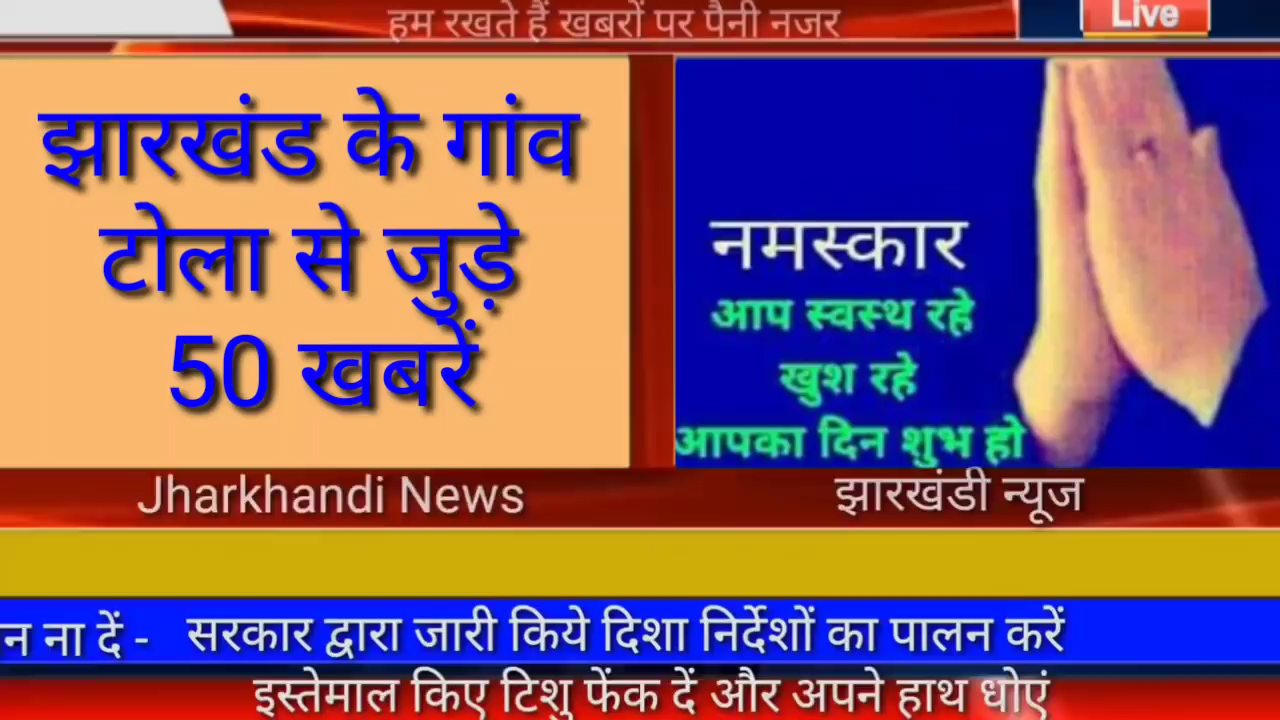 हम रखते हैं खबरों पर पैनी नजर
Live
झारखंड के गांव
टोला से जुड़े
50 खबरें
नमस्कार
आप स्वस्थ रहे
खुश रहे
आपका दिन शुभ हो
Jharkhandi News
झारखंडी न्यूज
न ना दें - सरकार द्वारा जारी किये दिशा निर्देशों का पालन करें
इस्तेमाल किए टिशु फेंक दें और अपने हाथ धोएं